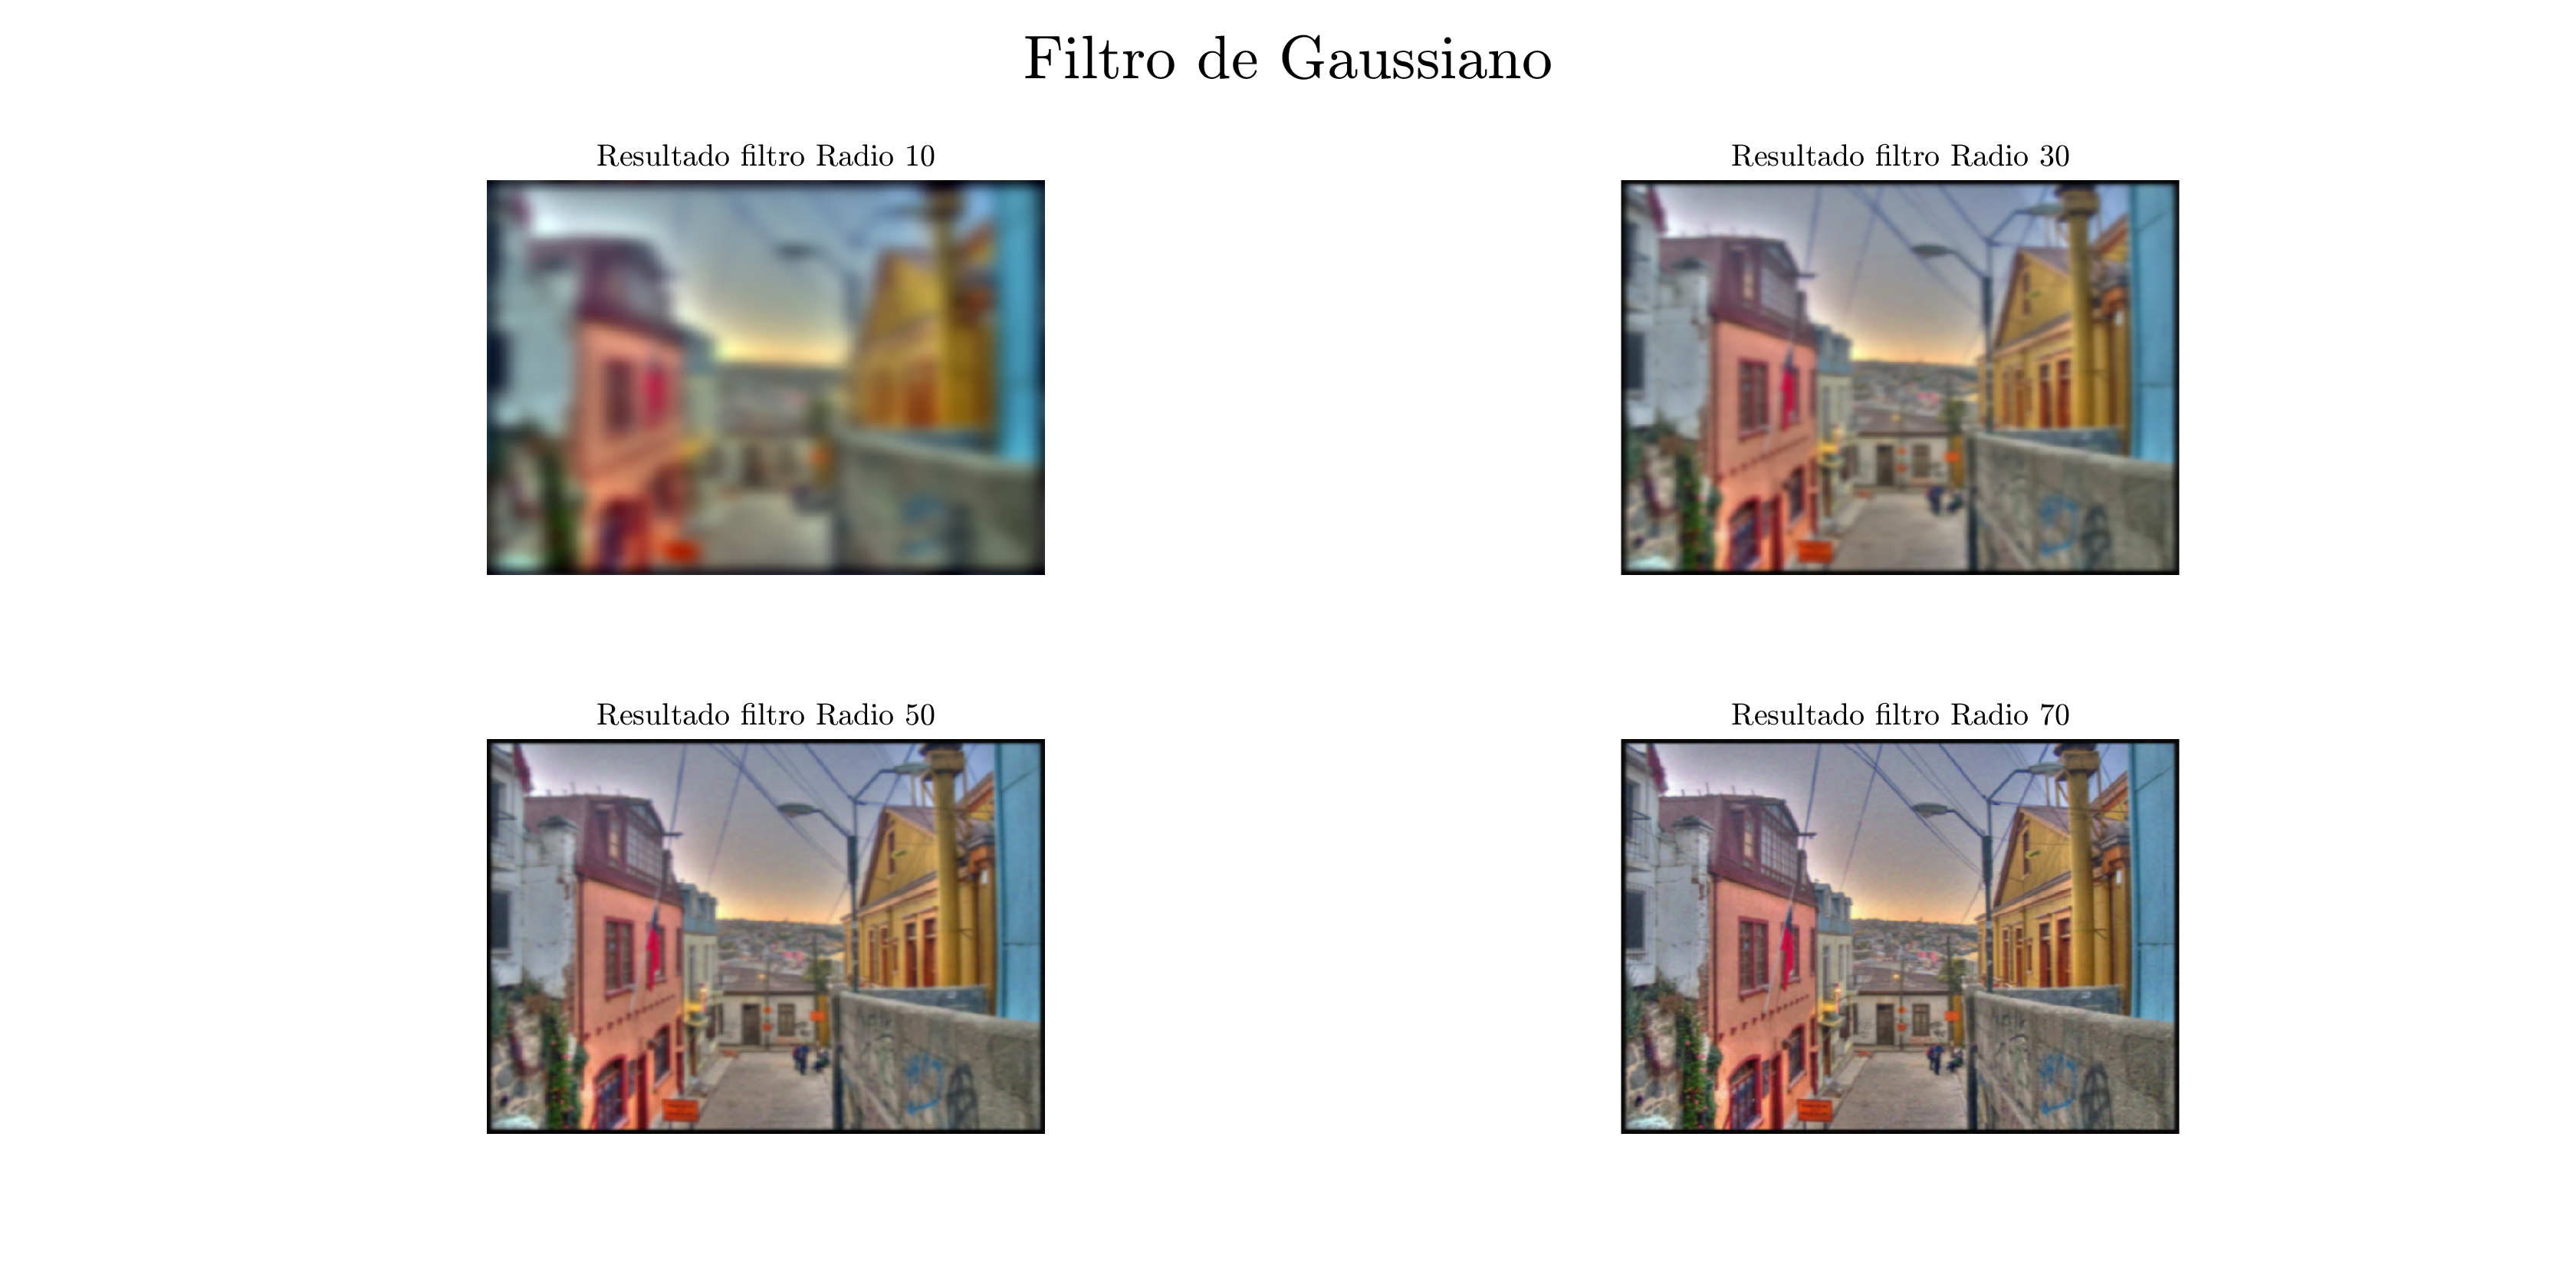 Filtro de Gaussiano
Resultado filtro Radio 10
Resultado filtro Radio 30
Resultado filtro Radio 50
Resultado filtro Radio 70